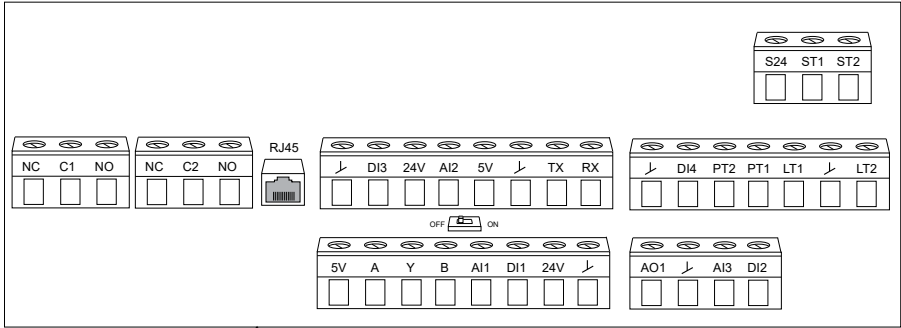 S24 ST1 ST2
RJ45
NC C1 NO NC C2 NO DI3 24V AI2 5V TX RX DI4 PT2 PT1 LT1 LT2
OFF ON
5V A Y B AI1 DI1 24V AO1 AI3 DI2